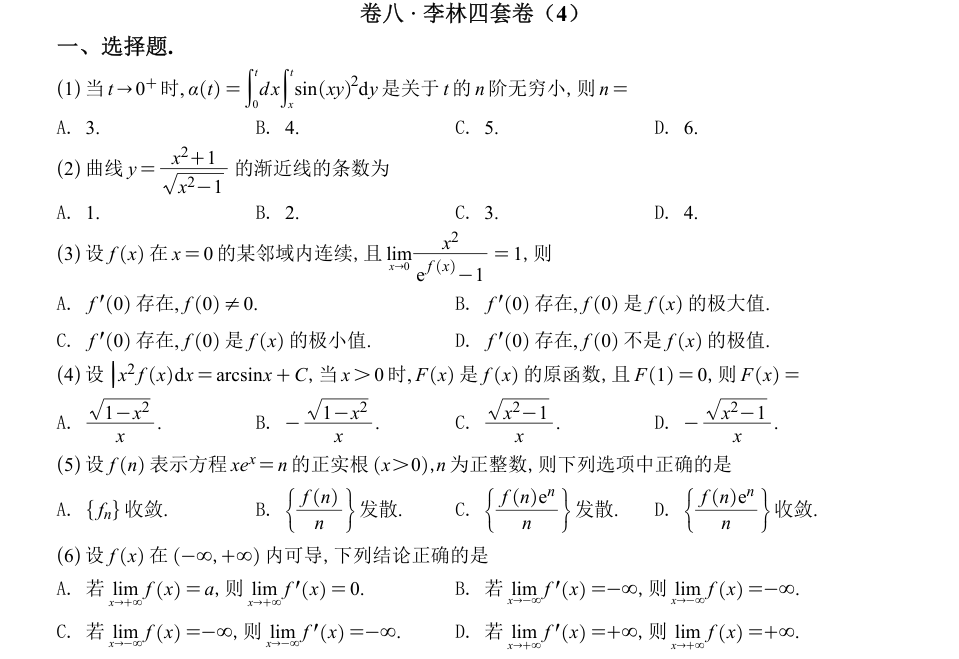 卷八 · 李林四套卷（4）
一、选择题.
(1) 当 t→0⁺ 时, α(t) = ∫₀ᵗ dx ∫ₓᵗ sin(xy)²dy 是关于 t 的 n 阶无穷小, 则 n =
A. 3. B. 4. C. 5. D. 6.
(2) 曲线 y = (x²+1)/√(x²−1) 的渐近线的条数为
A. 1. B. 2. C. 3. D. 4.
(3) 设 f(x) 在 x = 0 的某邻域内连续, 且 lim_{x→0} x²/(e^{f(x)}−1) = 1, 则
A. f′(0) 存在, f(0) ≠ 0. B. f′(0) 存在, f(0) 是 f(x) 的极大值.
C. f′(0) 存在, f(0) 是 f(x) 的极小值. D. f′(0) 存在, f(0) 不是 f(x) 的极值.
(4) 设 ∫x²f(x)dx = arcsinx + C, 当 x > 0 时, F(x) 是 f(x) 的原函数, 且 F(1) = 0, 则 F(x) =
A. √(1−x²)/x. B. −√(1−x²)/x. C. √(x²−1)/x. D. −√(x²−1)/x.
(5) 设 f(n) 表示方程 xeˣ = n 的正实根 (x>0), n 为正整数, 则下列选项中正确的是
A. {fₙ} 收敛. B. {f(n)/n} 发散. C. {f(n)eⁿ/n} 发散. D. {f(n)eⁿ/n} 收敛.
(6) 设 f(x) 在 (−∞, +∞) 内可导, 下列结论正确的是
A. 若 lim_{x→+∞} f(x) = a, 则 lim_{x→+∞} f′(x) = 0. B. 若 lim_{x→−∞} f′(x) = −∞, 则 lim_{x→−∞} f(x) = −∞.
C. 若 lim_{x→−∞} f(x) = −∞, 则 lim_{x→−∞} f′(x) = −∞. D. 若 lim_{x→+∞} f′(x) = +∞, 则 lim_{x→+∞} f(x) = +∞.